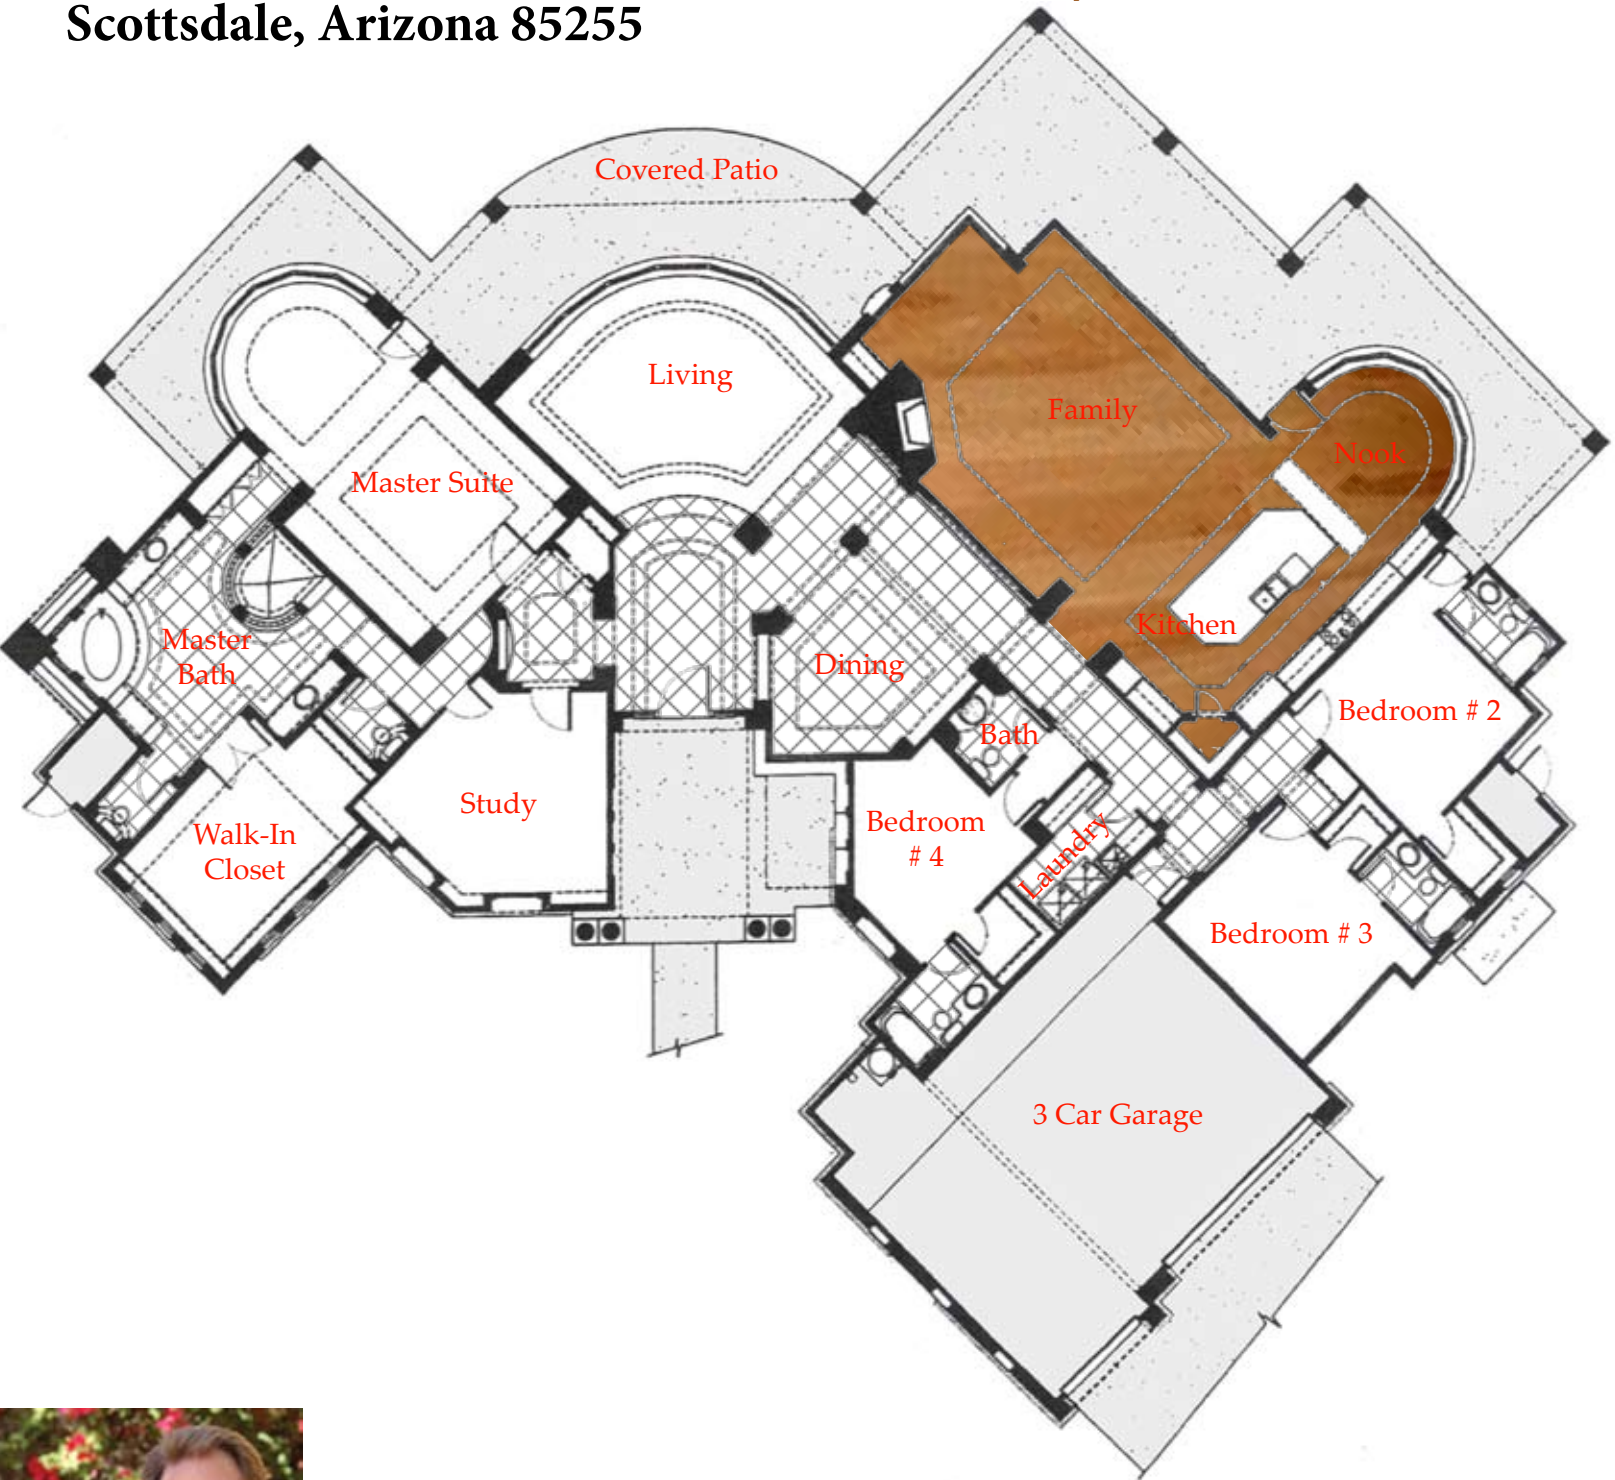 Scottsdale, Arizona 85255
Covered Patio
Living
Family
Nook
Master Suite
Kitchen
Master
Bath
Dining
Bedroom # 2
Bath
Study
Walk-In
Closet
Bedroom
# 4
Laundry
Bedroom # 3
3 Car Garage